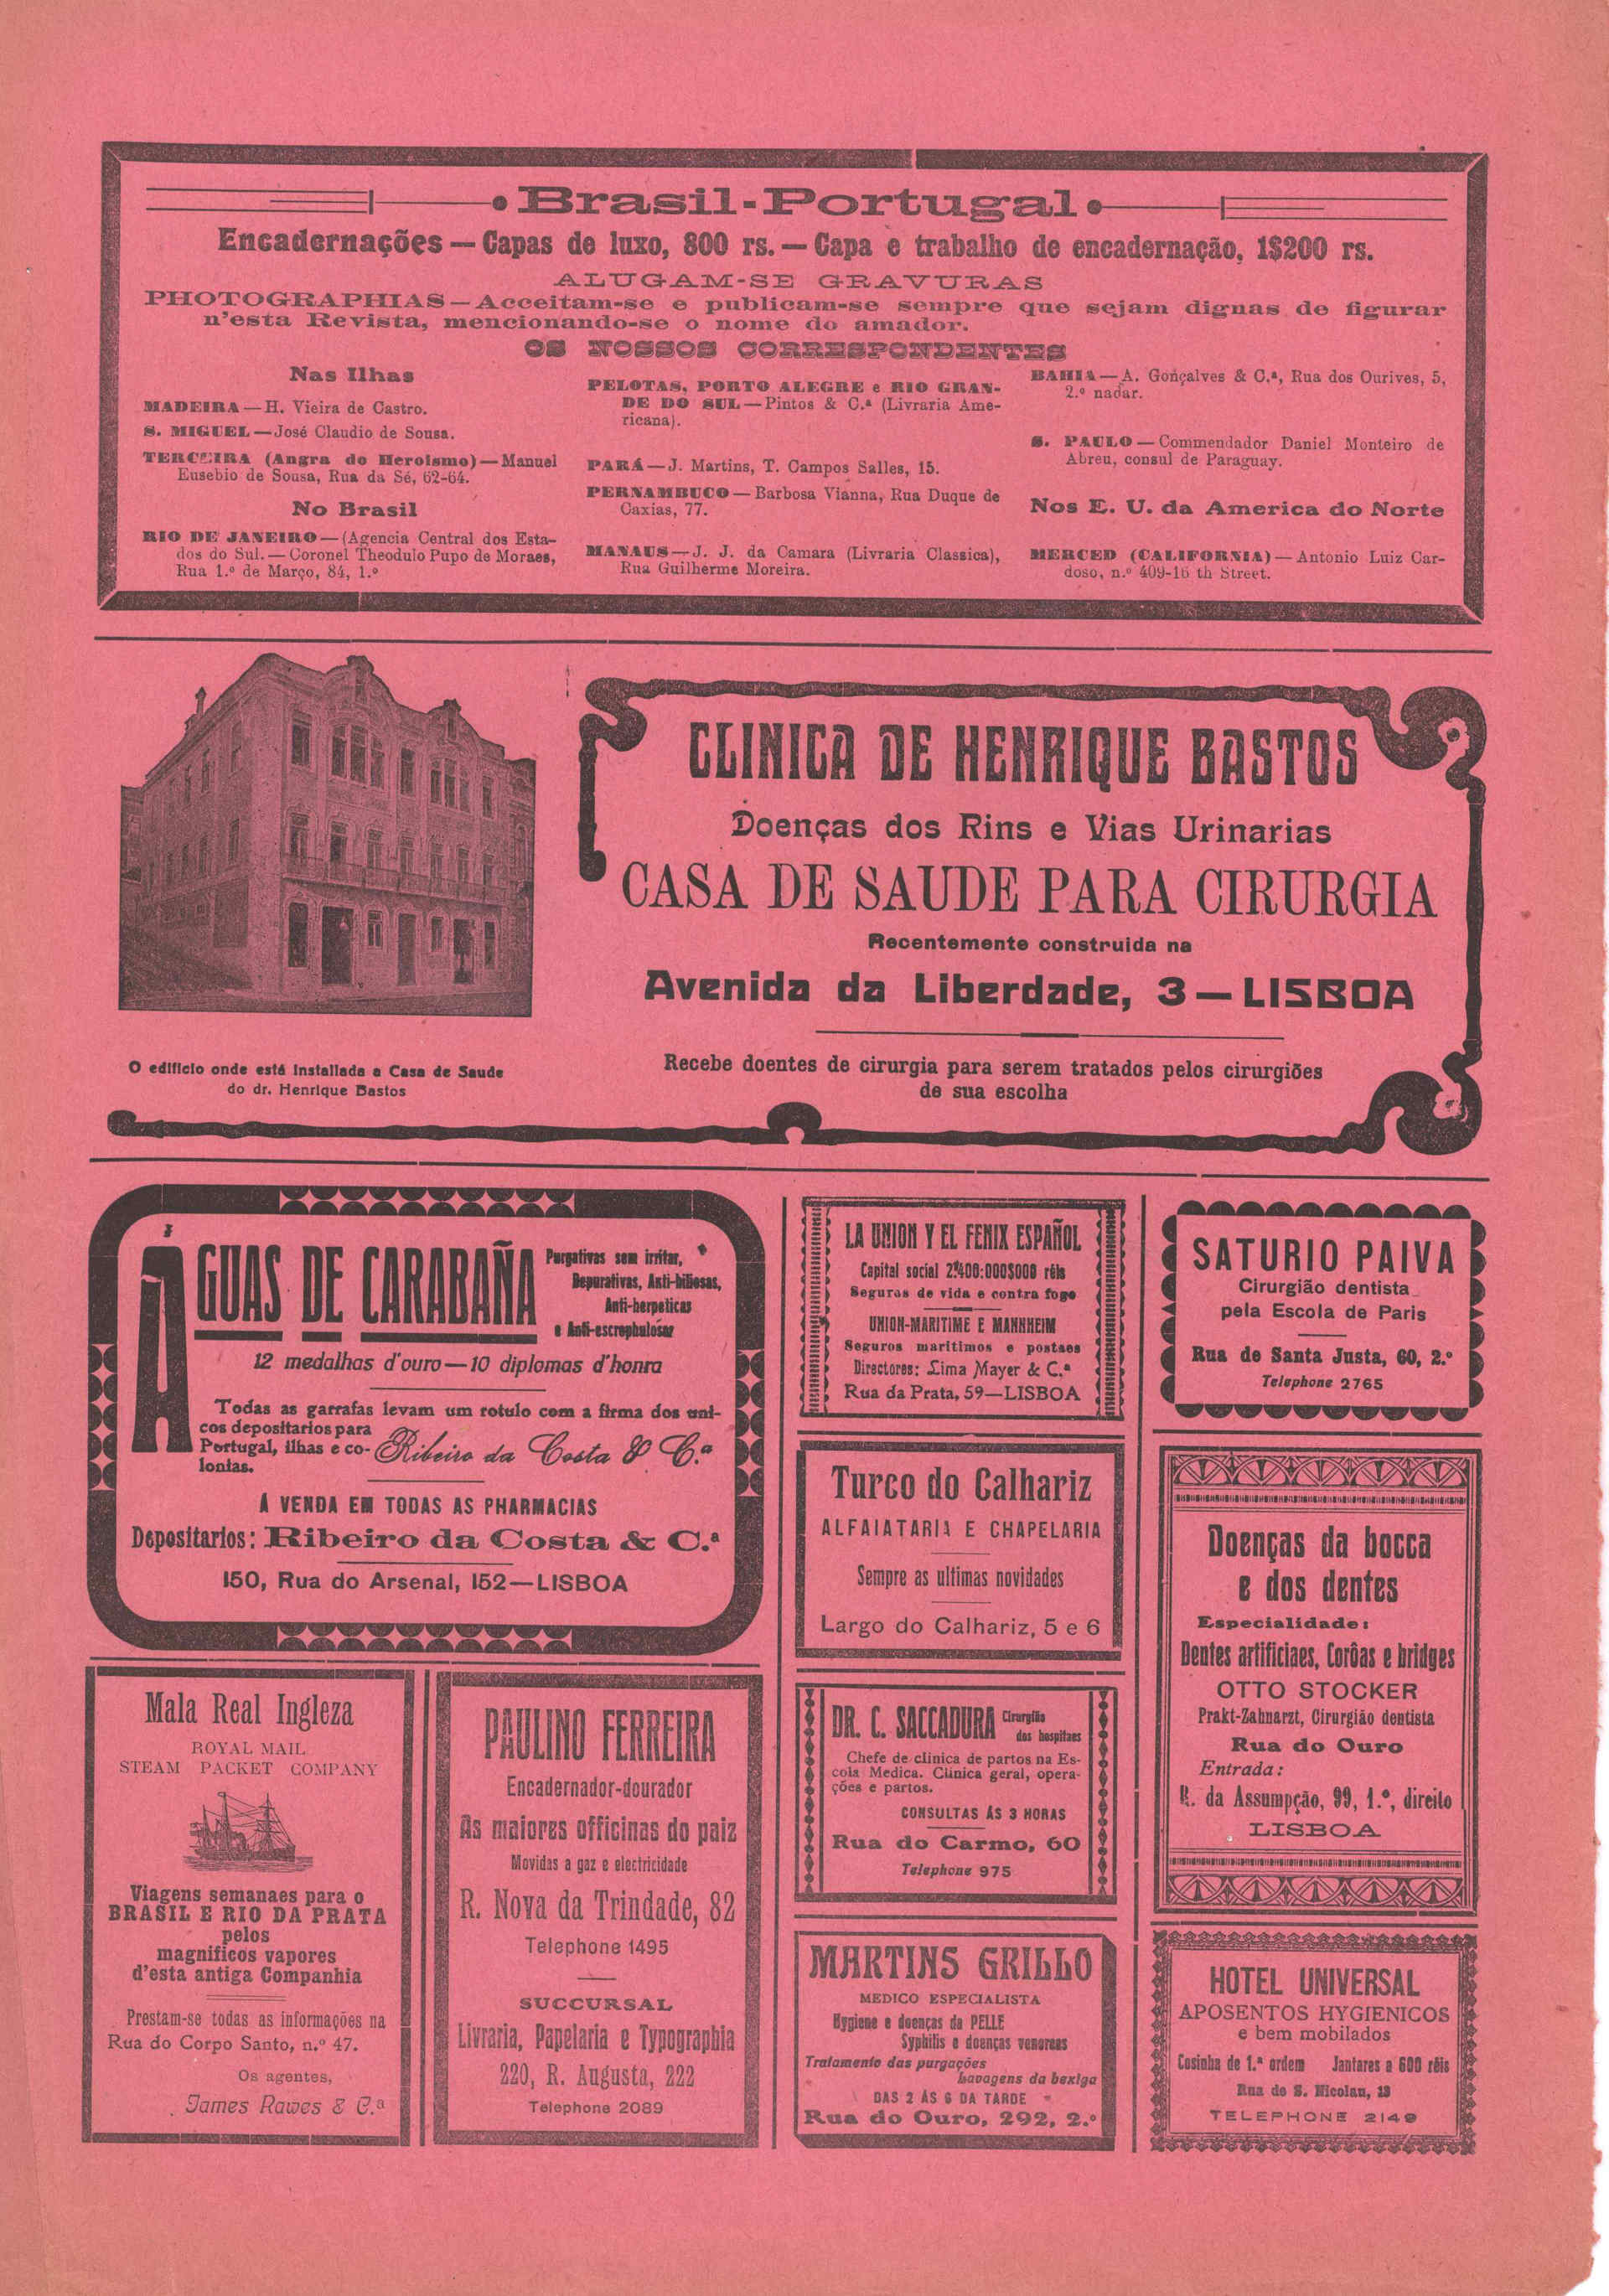 Brasil-Portugal
Encadernações — Capas de luxo, 800 rs. — Capa e trabalho de encadernação, 1$200 rs.
ALUGAM-SE GRAVURAS
PHOTOGRAPHIAS — Acceitam-se e publicam-se sempre que sejam dignas de figurar
n'esta Revista, mencionando-se o nome do amador.
OS NOSSOS CORRESPONDENTES
Nas Ilhas
MADEIRA — H. Vieira de Castro.
S. MIGUEL — José Claudio de Sousa.
TERCEIRA (Angra do Heroismo) — Manuel
Eusebio de Sousa, Rua da Sé, 62-64.
No Brasil
RIO DE JANEIRO — (Agencia Central dos Esta-
dos do Sul. — Coronel Theodulo Pupo de Moraes,
Rua 1.º de Março, 84, 1.º
PELOTAS, PORTO ALEGRE e RIO GRAN-
DE DO SUL — Pintos & C.ª (Livraria Ame-
ricana).
PARÁ — J. Martins, T. Campos Salles, 15.
PERNAMBUCO — Barbosa Vianna, Rua Duque de
Caxias, 77.
MANAUS — J. J. da Camara (Livraria Classica),
Rua Guilherme Moreira.
BAHIA — A. Gonçalves & C.ª, Rua dos Ourives, 5,
2.º nadar.
S. PAULO — Commendador Daniel Monteiro de
Abreu, consul de Paraguay.
Nos E. U. da America do Norte
MERCED (CALIFORNIA) — Antonio Luiz Car-
doso, n.º 409-16 th Street.
CLINICA DE HENRIQUE BASTOS
Doenças dos Rins e Vias Urinarias
CASA DE SAUDE PARA CIRURGIA
Recentemente construida na
Avenida da Liberdade, 3 — LISBOA
Recebe doentes de cirurgia para serem tratados pelos cirurgiões
de sua escolha
O edificio onde está installada a Casa de Saude
do dr. Henrique Bastos
ÁGUAS DE CARABAÑA
Purgativas sem irritar,
Depurativas, Anti-biliosas,
Anti-herpeticas
e Anti-escrophulosar
12 medalhas d'ouro — 10 diplomas d'honra
Todas as garrafas levam um rotulo com a firma dos uni-
cos depositarios para
Portugal, ilhas e co-
lonias.
Ribeiro da Costa & C.ª
Á VENDA EM TODAS AS PHARMACIAS
Depositarios: Ribeiro da Costa & C.ª
150, Rua do Arsenal, 152 — LISBOA
LA UNION Y EL FENIX ESPAÑOL
Capital social 2:400:000$000 réis
Seguros de vida e contra fogo
UNION-MARITIME E MANNHEIM
Seguros maritimos e postaes
Directores: Lima Mayer & C.ª
Rua da Prata, 59 — LISBOA
SATURIO PAIVA
Cirurgião dentista
pela Escola de Paris
Rua de Santa Justa, 60, 2.º
Telephone 2765
Turco do Calhariz
ALFAIATARIA E CHAPELARIA
Sempre as ultimas novidades
Largo do Calhariz, 5 e 6
Doenças da bocca
e dos dentes
Especialidade:
Dentes artificiaes, Corôas e bridges
OTTO STOCKER
Prakt-Zahnarzt, Cirurgião dentista
Rua do Ouro
Entrada:
R. da Assumpção, 99, 1.º, direito
LISBOA
Mala Real Ingleza
ROYAL MAIL
STEAM PACKET COMPANY
Viagens semanaes para o
BRASIL E RIO DA PRATA
pelos
magnificos vapores
d'esta antiga Companhia
Prestam-se todas as informações na
Rua do Corpo Santo, n.º 47.
Os agentes,
James Rawes & C.ª
PAULINO FERREIRA
Encadernador-dourador
As maiores officinas do paiz
Movidas a gaz e electricidade
R. Nova da Trindade, 82
Telephone 1495
SUCCURSAL
Livraria, Papelaria e Typographia
220, R. Augusta, 222
Telephone 2089
DR. C. SACCADURA Cirurgião
dos hospitaes
Chefe de clinica de partos na Es-
cola Medica. Clinica geral, opera-
ções e partos.
CONSULTAS ÁS 3 HORAS
Rua do Carmo, 60
Telephone 975
MARTINS GRILLO
MEDICO ESPECIALISTA
Hygiene e doenças da PELLE
Syphilis e doenças venereas
Tratamento das purgações
Lavagens da bexiga
DAS 2 ÁS 6 DA TARDE
Rua do Ouro, 292, 2.º
HOTEL UNIVERSAL
APOSENTOS HYGIENICOS
e bem mobilados
Cosinha de 1.ª ordem Jantares a 600 réis
Rua de S. Nicolau, 13
TELEPHONE 2149